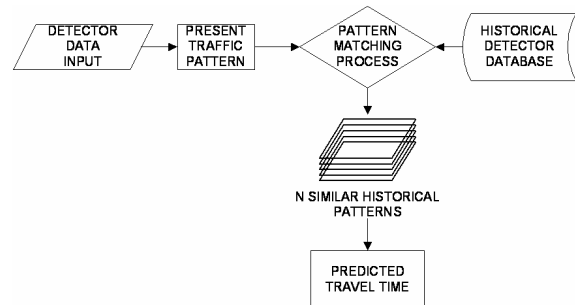 DETECTOR
DATA
INPUT
PRESENT
TRAFFIC
PATTERN
PATTERN
MATCHING
PROCESS
HISTORICAL
DETECTOR
DATABASE
N SIMILAR HISTORICAL
PATTERNS
PREDICTED
TRAVEL TIME